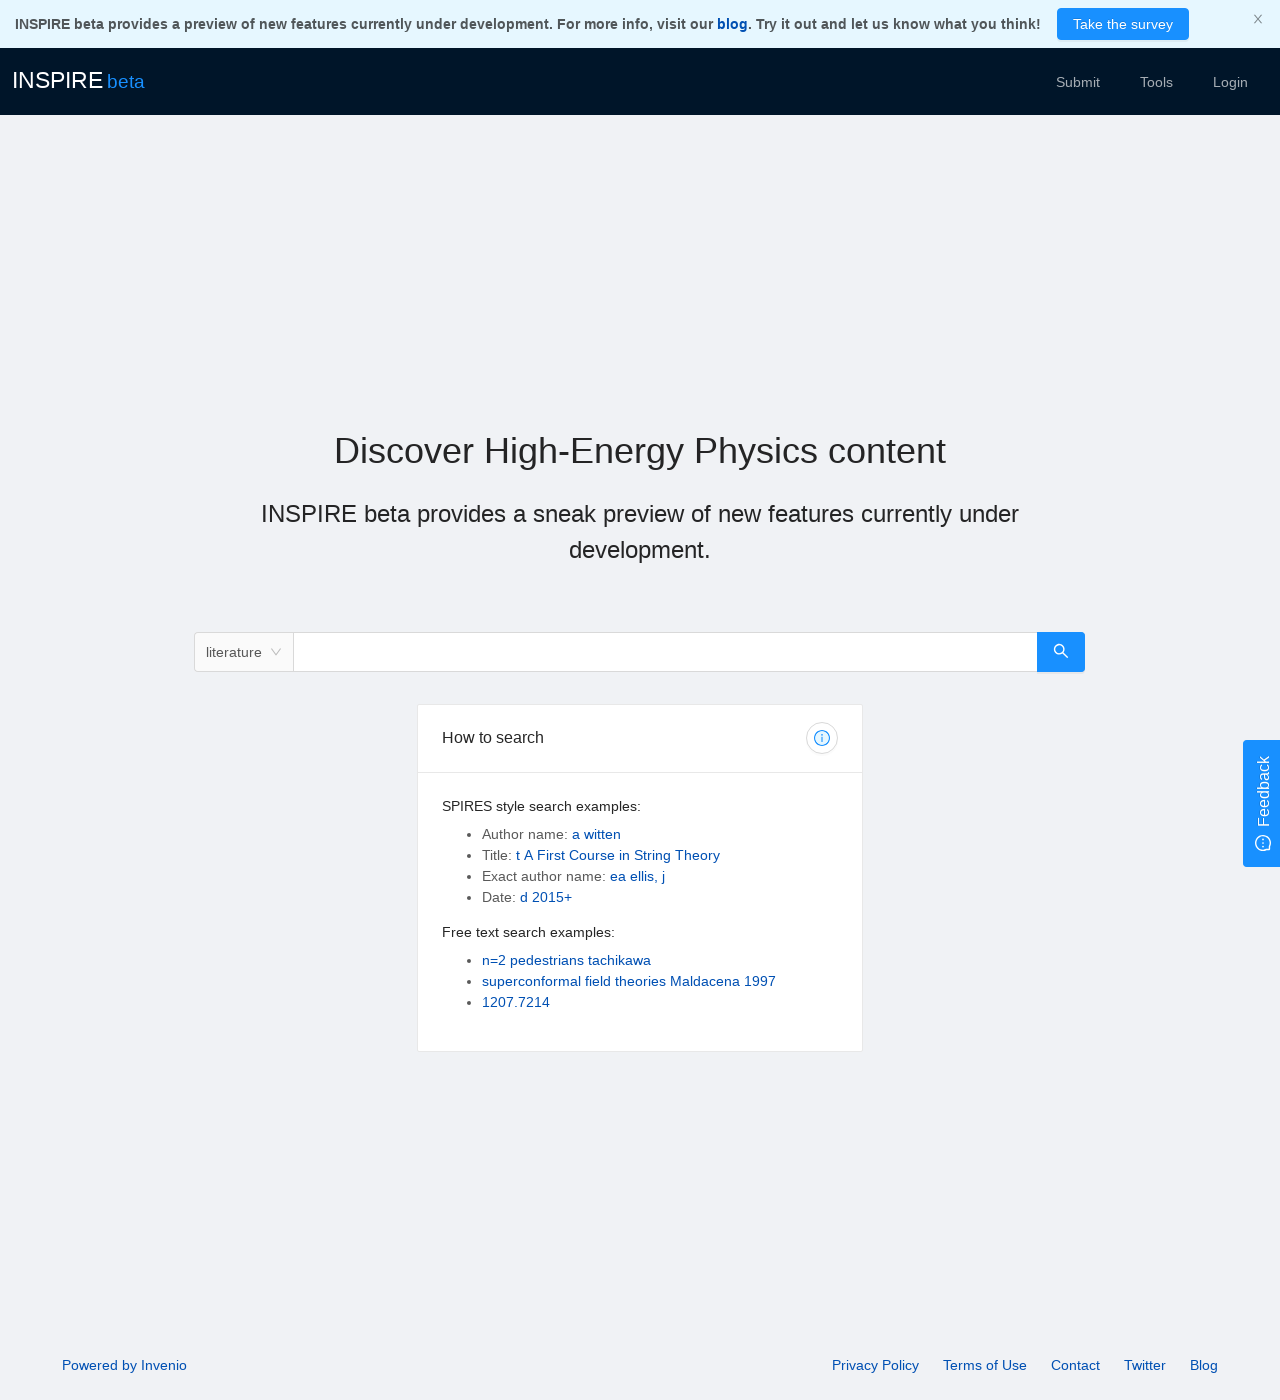 INSPIRE beta provides a preview of new features currently under development. For more info, visit our blog. Try it out and let us know what you think! Take the survey
INSPIRE beta Submit Tools Login
Discover High-Energy Physics content
INSPIRE beta provides a sneak preview of new features currently under
development.
literature
How to search
SPIRES style search examples:
Author name: a witten
Title: t A First Course in String Theory
Exact author name: ea ellis, j
Date: d 2015+
Free text search examples:
n=2 pedestrians tachikawa
superconformal field theories Maldacena 1997
1207.7214
Feedback
Powered by Invenio Privacy Policy Terms of Use Contact Twitter Blog